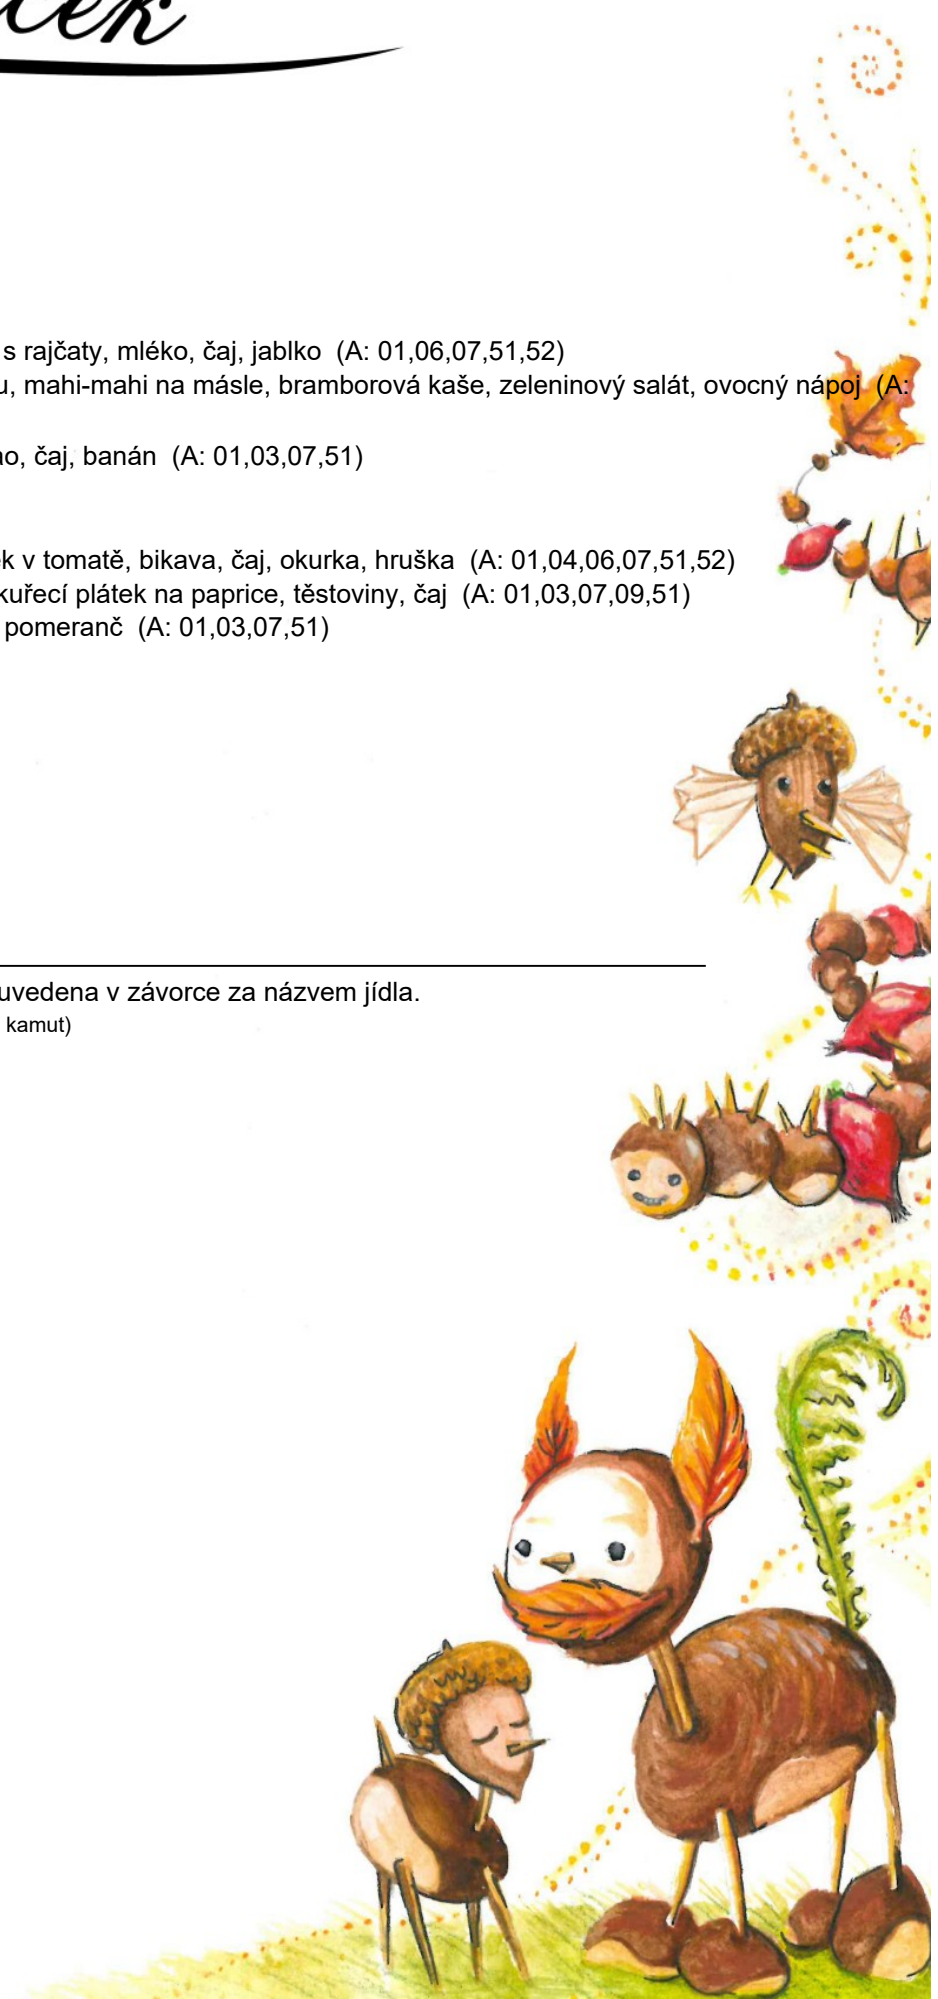 s rajčaty, mléko, čaj, jablko (A: 01,06,07,51,52)
mahi-mahi na másle, bramborová kaše, zeleninový salát, ovocný nápoj (A:
čaj, banán (A: 01,03,07,51)
v tomatě, bikava, čaj, okurka, hruška (A: 01,04,06,07,51,52)
kuřecí plátek na paprice, těstoviny, čaj (A: 01,03,07,09,51)
pomeranč (A: 01,03,07,51)
uvedena v závorce za názvem jídla.
kamut)